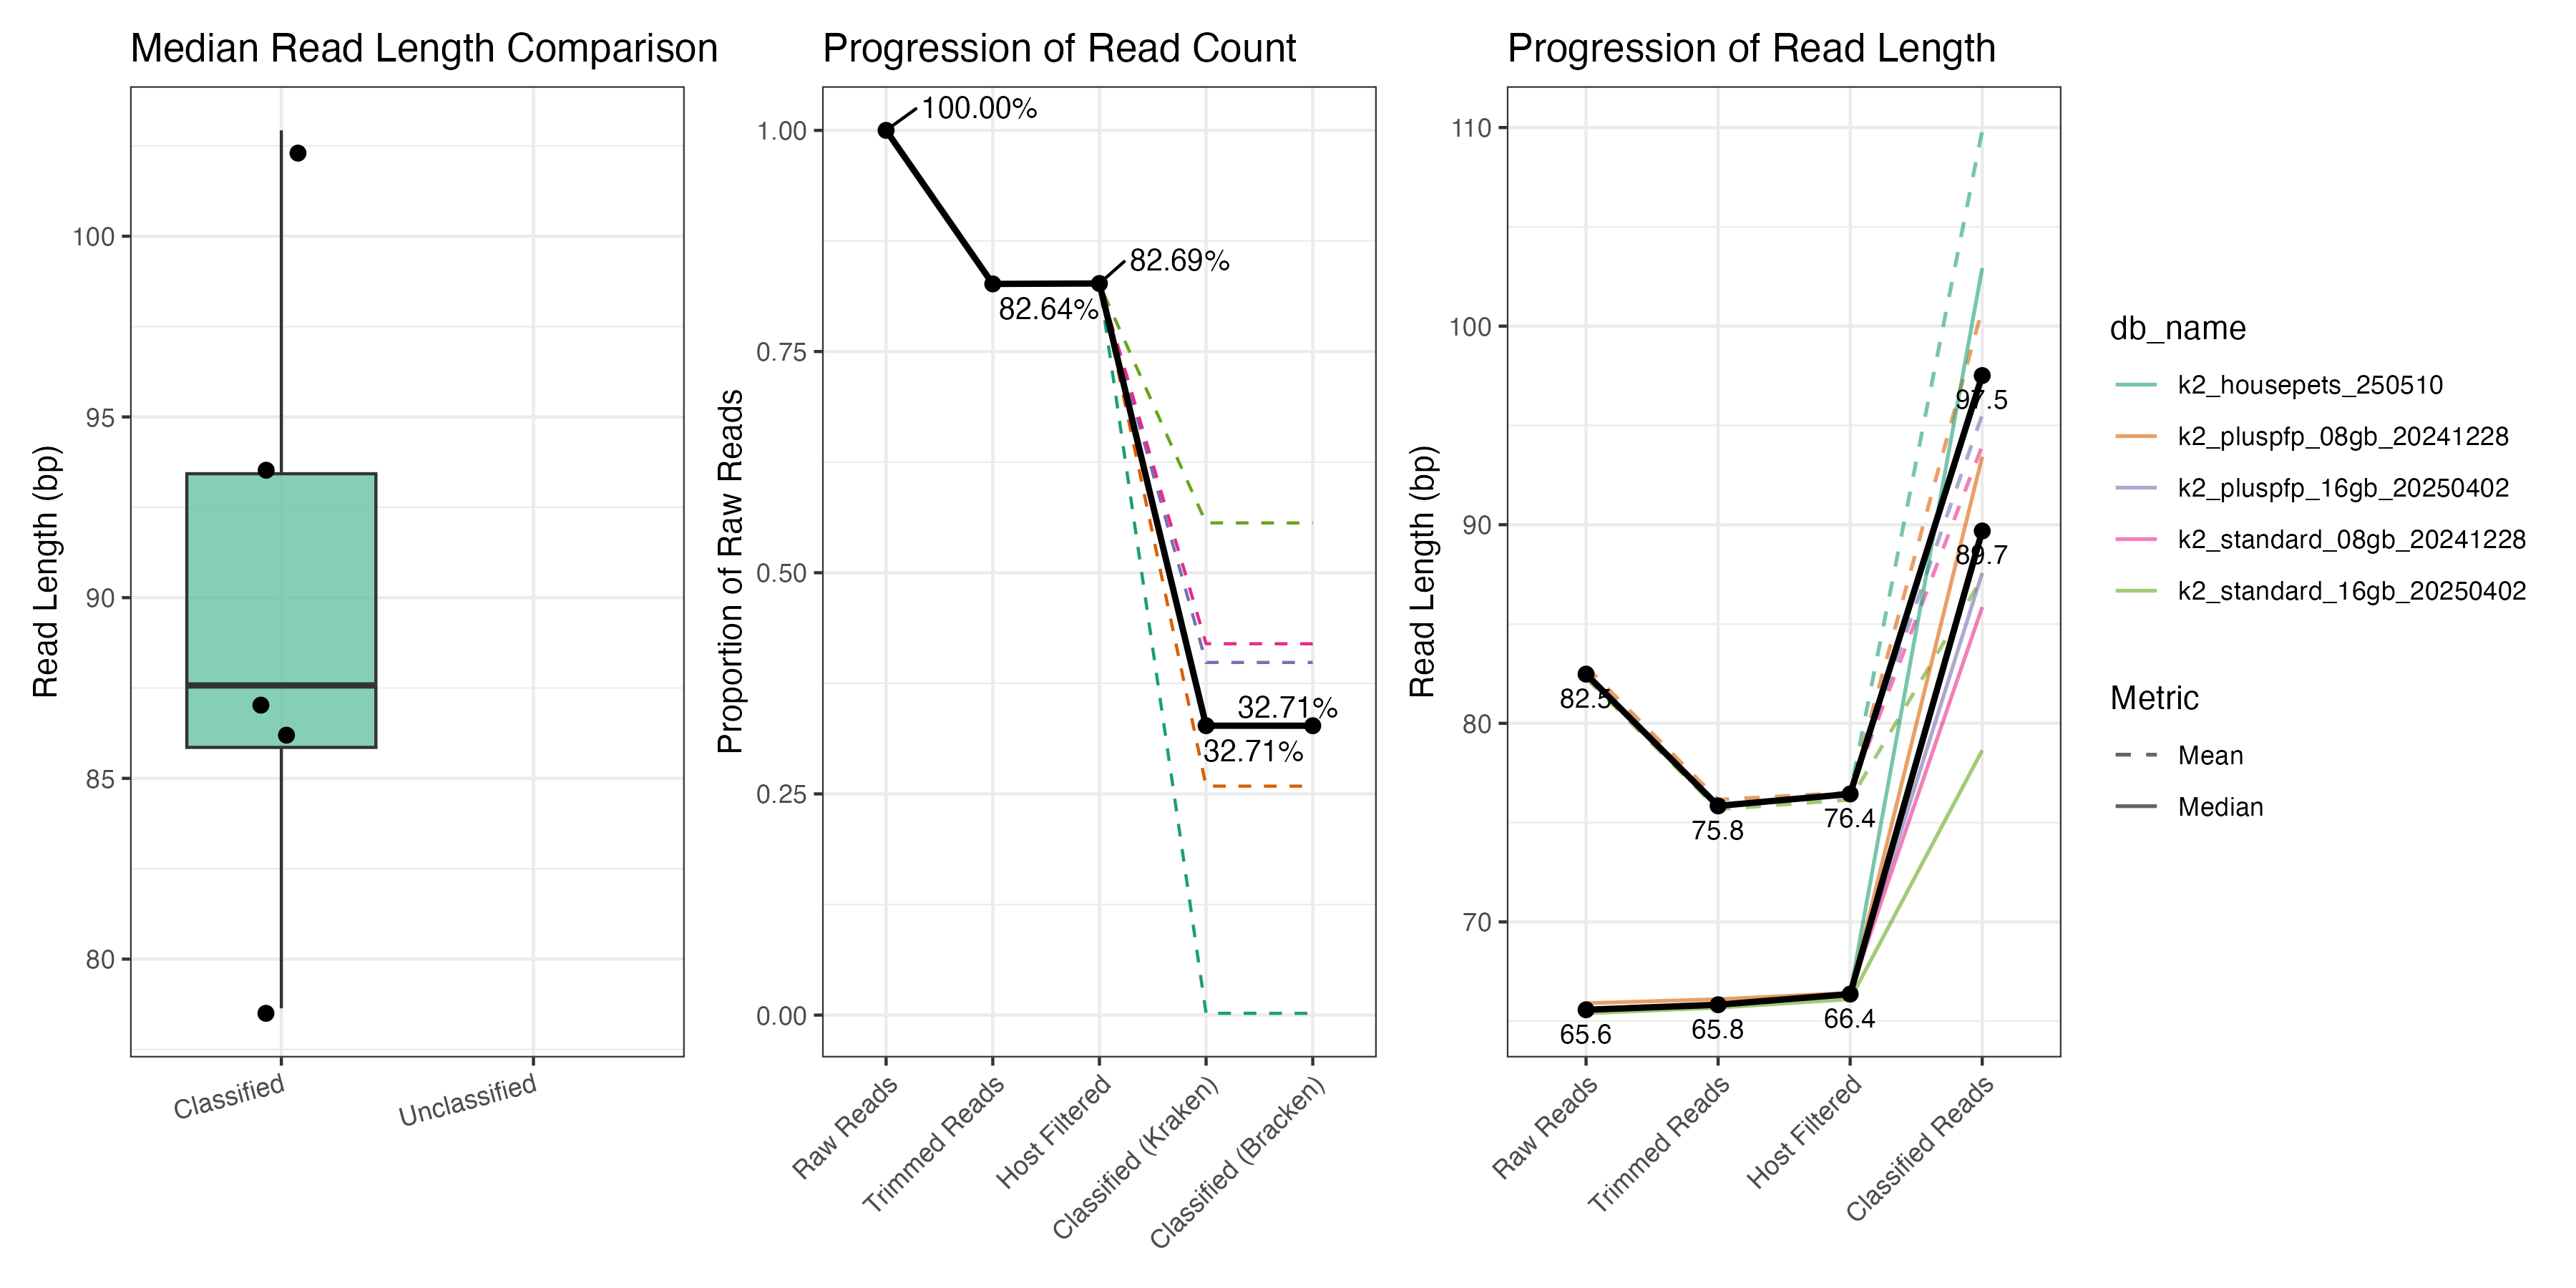 Median Read Length Comparison
Read Length (bp)
100
95
90
85
80
Classified
Unclassified
Progression of Read Count
Proportion of Raw Reads
1.00
0.75
0.50
0.25
0.00
100.00%
82.69%
82.64%
32.71%
32.71%
Raw Reads
Trimmed Reads
Host Filtered
Classified (Kraken)
Classified (Bracken)
Progression of Read Length
Read Length (bp)
110
100
90
80
70
97.5
89.7
82.5
75.8
76.4
65.6
65.8
66.4
Raw Reads
Trimmed Reads
Host Filtered
Classified Reads
db_name
k2_housepets_250510
k2_pluspfp_08gb_20241228
k2_pluspfp_16gb_20250402
k2_standard_08gb_20241228
k2_standard_16gb_20250402
Metric
Mean
Median